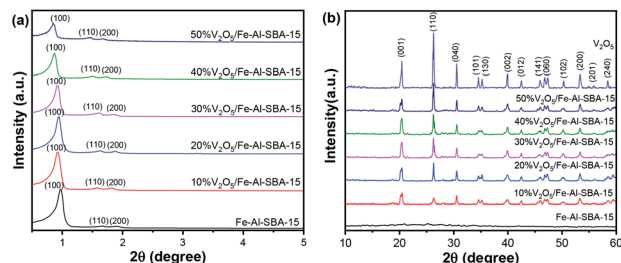 (a)
(100)
(110) (200)
50%V₂O₅/Fe-Al-SBA-15
(100)
(110) (200)
40%V₂O₅/Fe-Al-SBA-15
(100)
(110) (200)
30%V₂O₅/Fe-Al-SBA-15
(100)
(110) (200)
20%V₂O₅/Fe-Al-SBA-15
(100)
(110) (200)
10%V₂O₅/Fe-Al-SBA-15
(100)
(110) (200)
Fe-Al-SBA-15
Intensity (a.u.)
1 2 3 4 5
2θ (degree)
(b)
(001)
(110)
(040)
(101)
(130)
(002)
(012)
(141)
(060)
(102)
(200)
(201)
(240)
V₂O₅
50%V₂O₅/Fe-Al-SBA-15
40%V₂O₅/Fe-Al-SBA-15
30%V₂O₅/Fe-Al-SBA-15
20%V₂O₅/Fe-Al-SBA-15
10%V₂O₅/Fe-Al-SBA-15
Fe-Al-SBA-15
Intensity (a.u.)
10 20 30 40 50 60
2θ (degree)